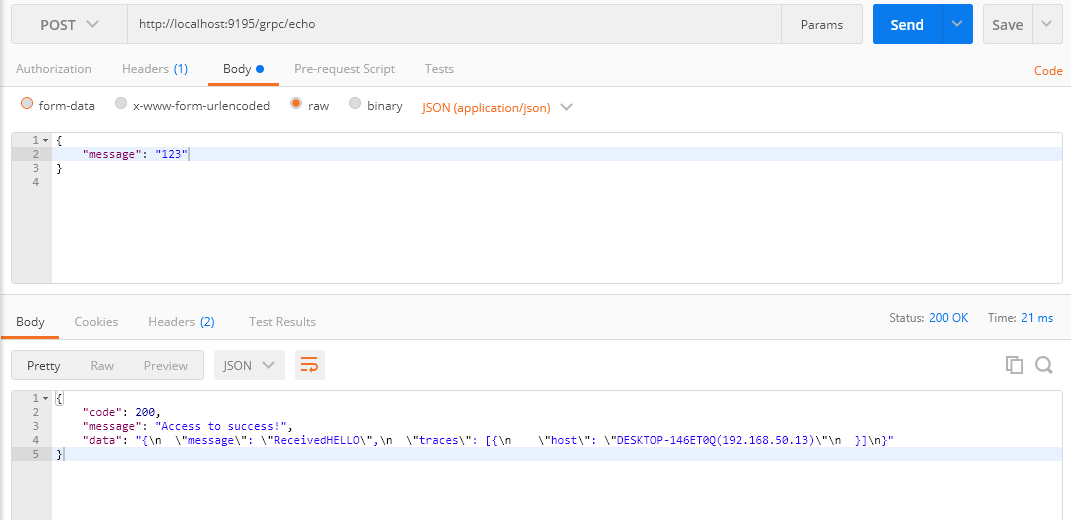 POST http://localhost:9195/grpc/echo Params Send Save
Authorization Headers (1) Body Pre-request Script Tests Code
form-data x-www-form-urlencoded raw binary JSON (application/json)
1 {
2 "message": "123"
3 }
4
Body Cookies Headers (2) Test Results Status: 200 OK Time: 21 ms
Pretty Raw Preview JSON
1 {
2 "code": 200,
3 "message": "Access to success!",
4 "data": "{\n  \"message\": \"ReceivedHELLO\",\n  \"traces\": [{\n    \"host\": \"DESKTOP-146ET0Q(192.168.50.13)\"\n  }]\n}"
5 }